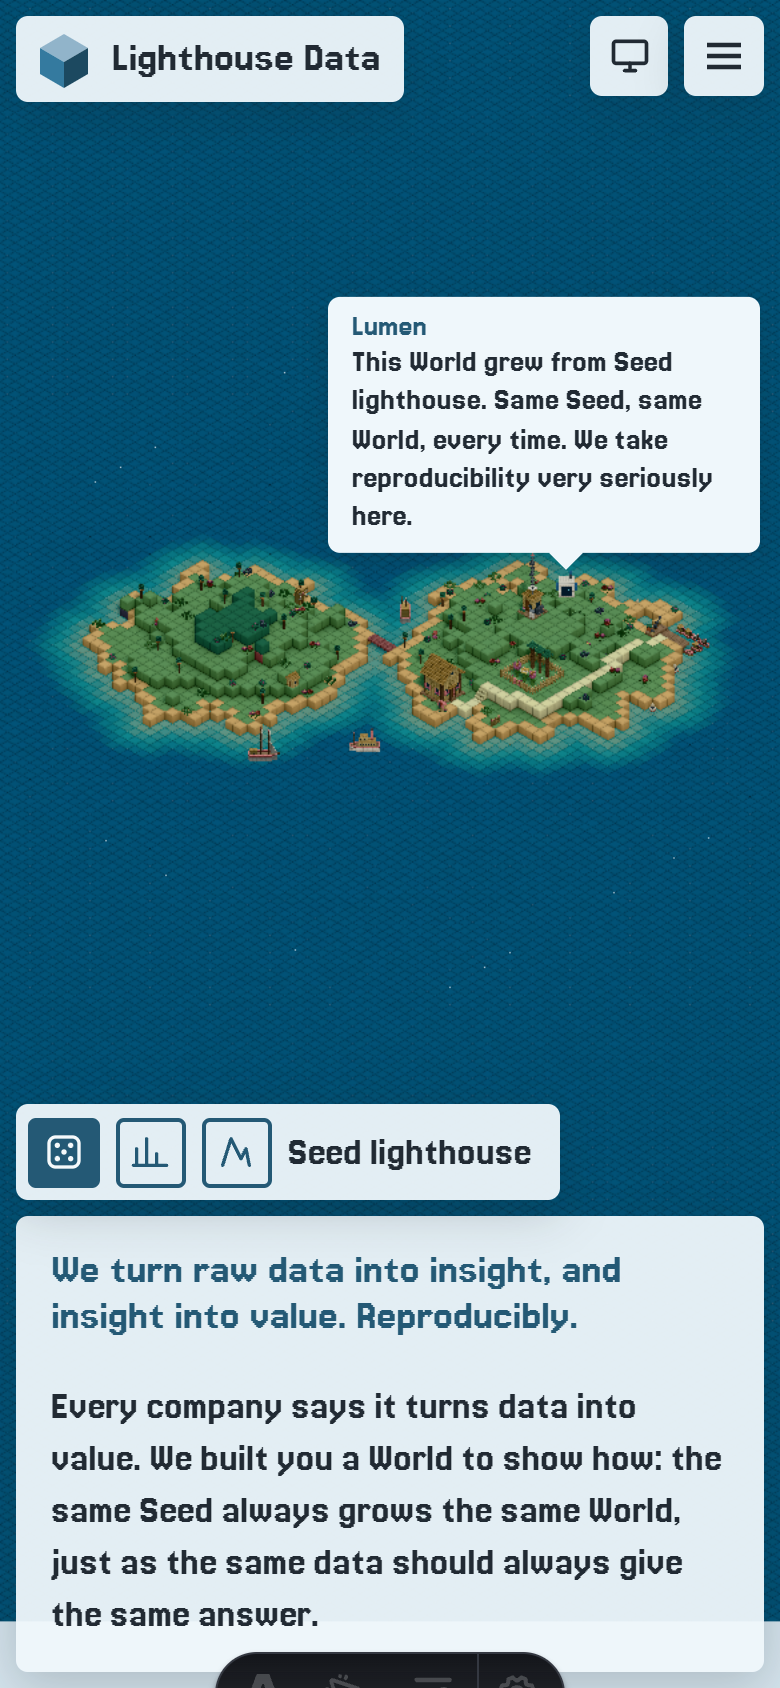 Lighthouse Data
Lumen
This World grew from Seed
lighthouse. Same Seed, same
World, every time. We take
reproducibility very seriously
here.
Seed lighthouse
We turn raw data into insight, and
insight into value. Reproducibly.
Every company says it turns data into
value. We built you a World to show how: the
same Seed always grows the same World,
just as the same data should always give
the same answer.